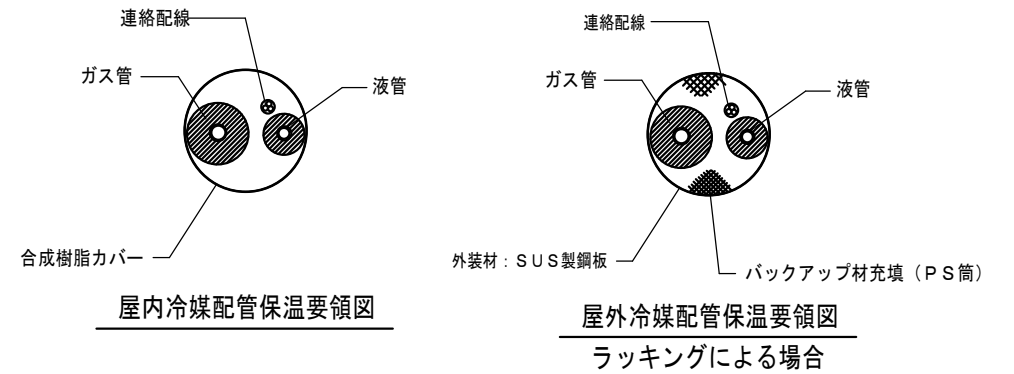 連絡配線
ガス管
液管
合成樹脂カバー
屋内冷媒配管保温要領図
連絡配線
ガス管
液管
外装材：ＳＵＳ製鋼板
バックアップ材充填（ＰＳ筒）
屋外冷媒配管保温要領図
ラッキングによる場合